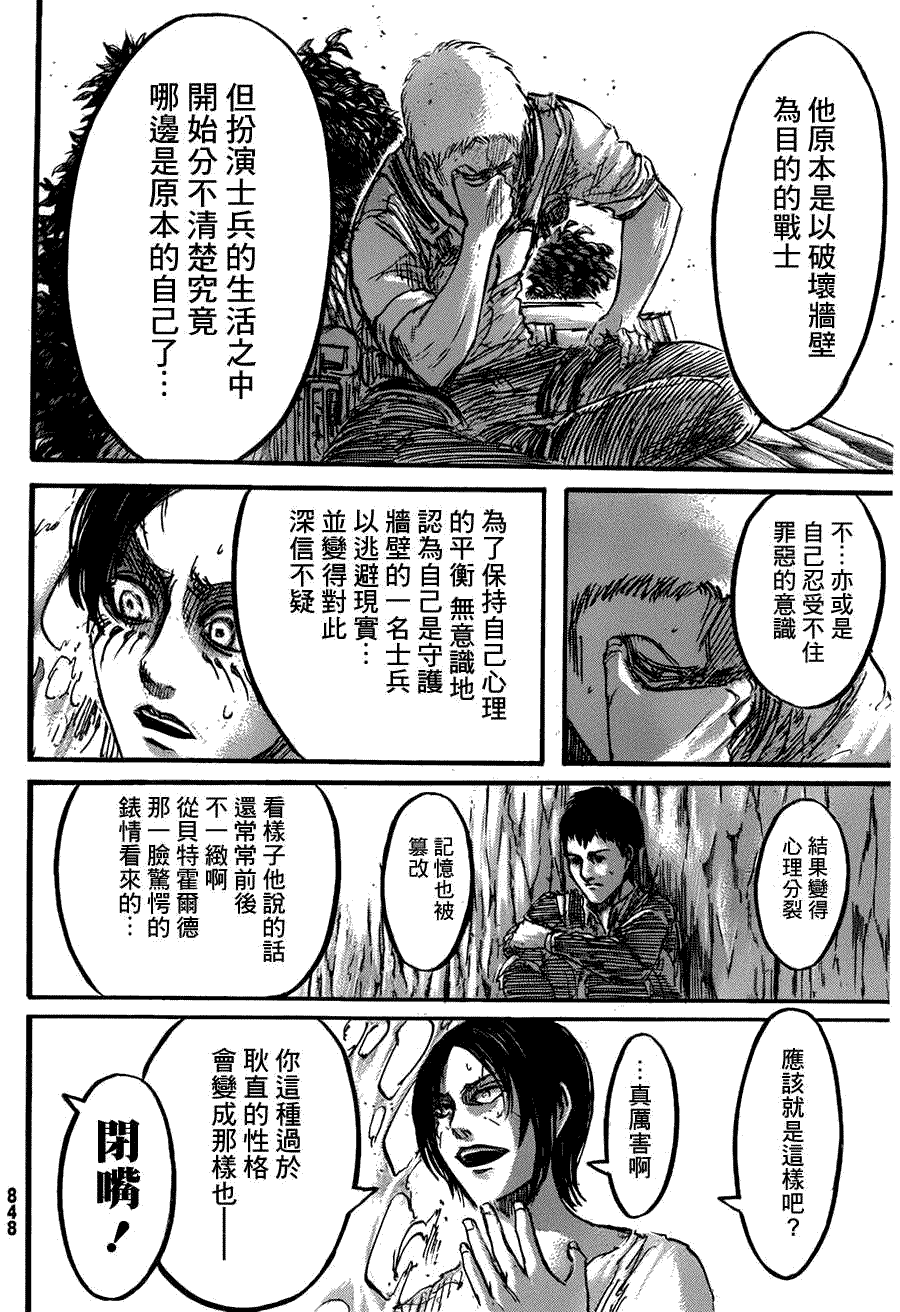 他原本是以破壞牆壁
為目的的戰士
但扮演士兵的生活之中
開始分不清楚究竟
哪邊是原本的自己了…
不…亦或是
自己忍受不住
罪惡的意識
為了保持自己心理
的平衡 無意識地
認為自己是守護
牆壁的一名士兵
以逃避現實…
並變得對此
深信不疑
結果變得
心理分裂
記憶也被
篡改
看樣子他說的話
還常常前後
不一緻啊
從貝特霍爾德
那一臉驚愕的
錶情看來的…
應該就是這樣吧？
…真厲害啊
你這種過於
耿直的性格
會變成那樣也——
閉嘴！
848